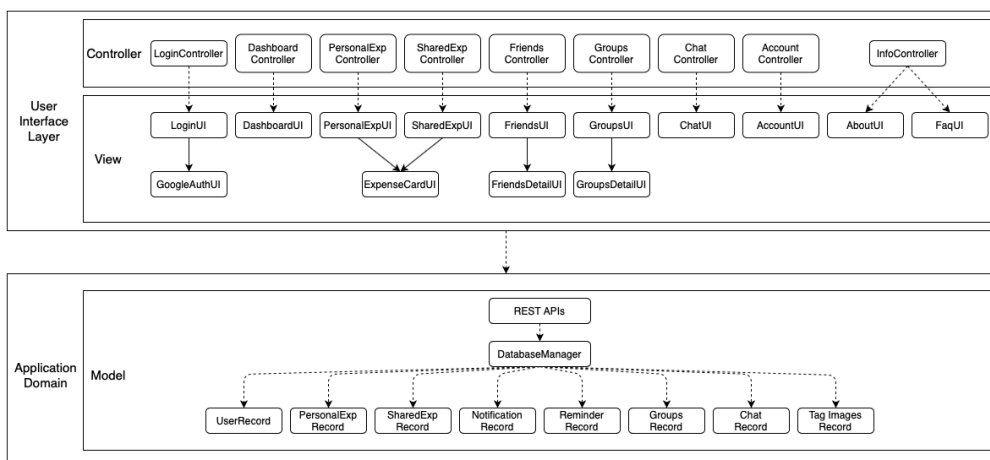 Controller
LoginController
Dashboard
Controller
PersonalExp
Controller
SharedExp
Controller
Friends
Controller
Groups
Controller
Chat
Controller
Account
Controller
InfoController
User
Interface
Layer
View
LoginUI
DashboardUI
PersonalExpUI
SharedExpUI
FriendsUI
GroupsUI
ChatUI
AccountUI
AboutUI
FaqUI
GoogleAuthUI
ExpenseCardUI
FriendsDetailUI
GroupsDetailUI
Application
Domain
Model
REST APIs
DatabaseManager
UserRecord
PersonalExp
Record
SharedExp
Record
Notification
Record
Reminder
Record
Groups
Record
Chat
Record
Tag Images
Record